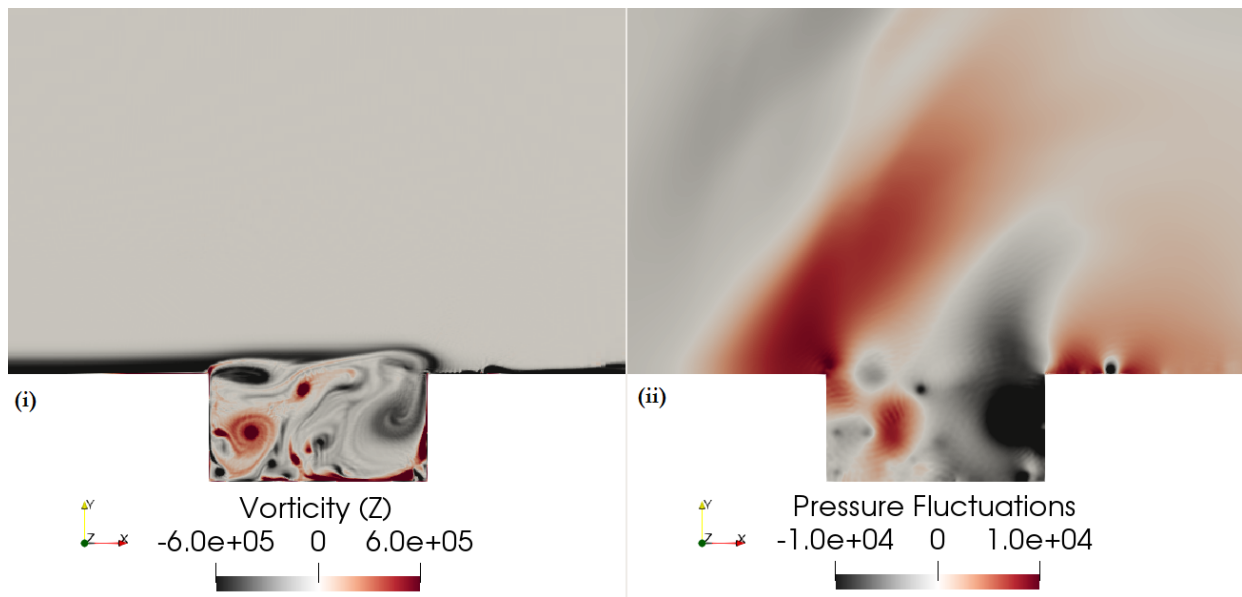 (i)
Y
Z X
Vorticity (Z)
-6.0e+05 0 6.0e+05
(ii)
Y
Z X
Pressure Fluctuations
-1.0e+04 0 1.0e+04